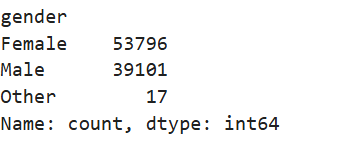 gender
Female    53796
Male      39101
Other        17
Name: count, dtype: int64